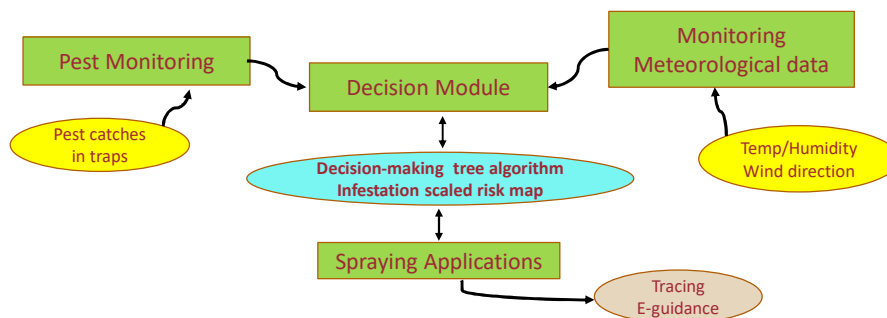 Pest Monitoring
Monitoring
Meteorological data
Decision Module
Pest catches
in traps
Temp/Humidity
Wind direction
Decision-making tree algorithm
Infestation scaled risk map
Spraying Applications
Tracing
E-guidance